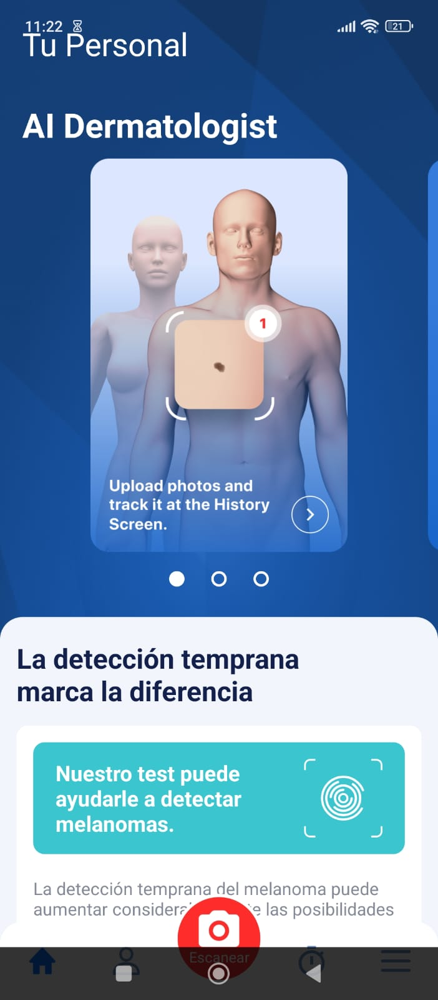 11:22
21
Tu Personal
AI Dermatologist
1
Upload photos and
track it at the History
Screen.
La detección temprana
marca la diferencia
Nuestro test puede
ayudarle a detectar
melanomas.
La detección temprana del melanoma puede
aumentar las posibilidades
Escanear